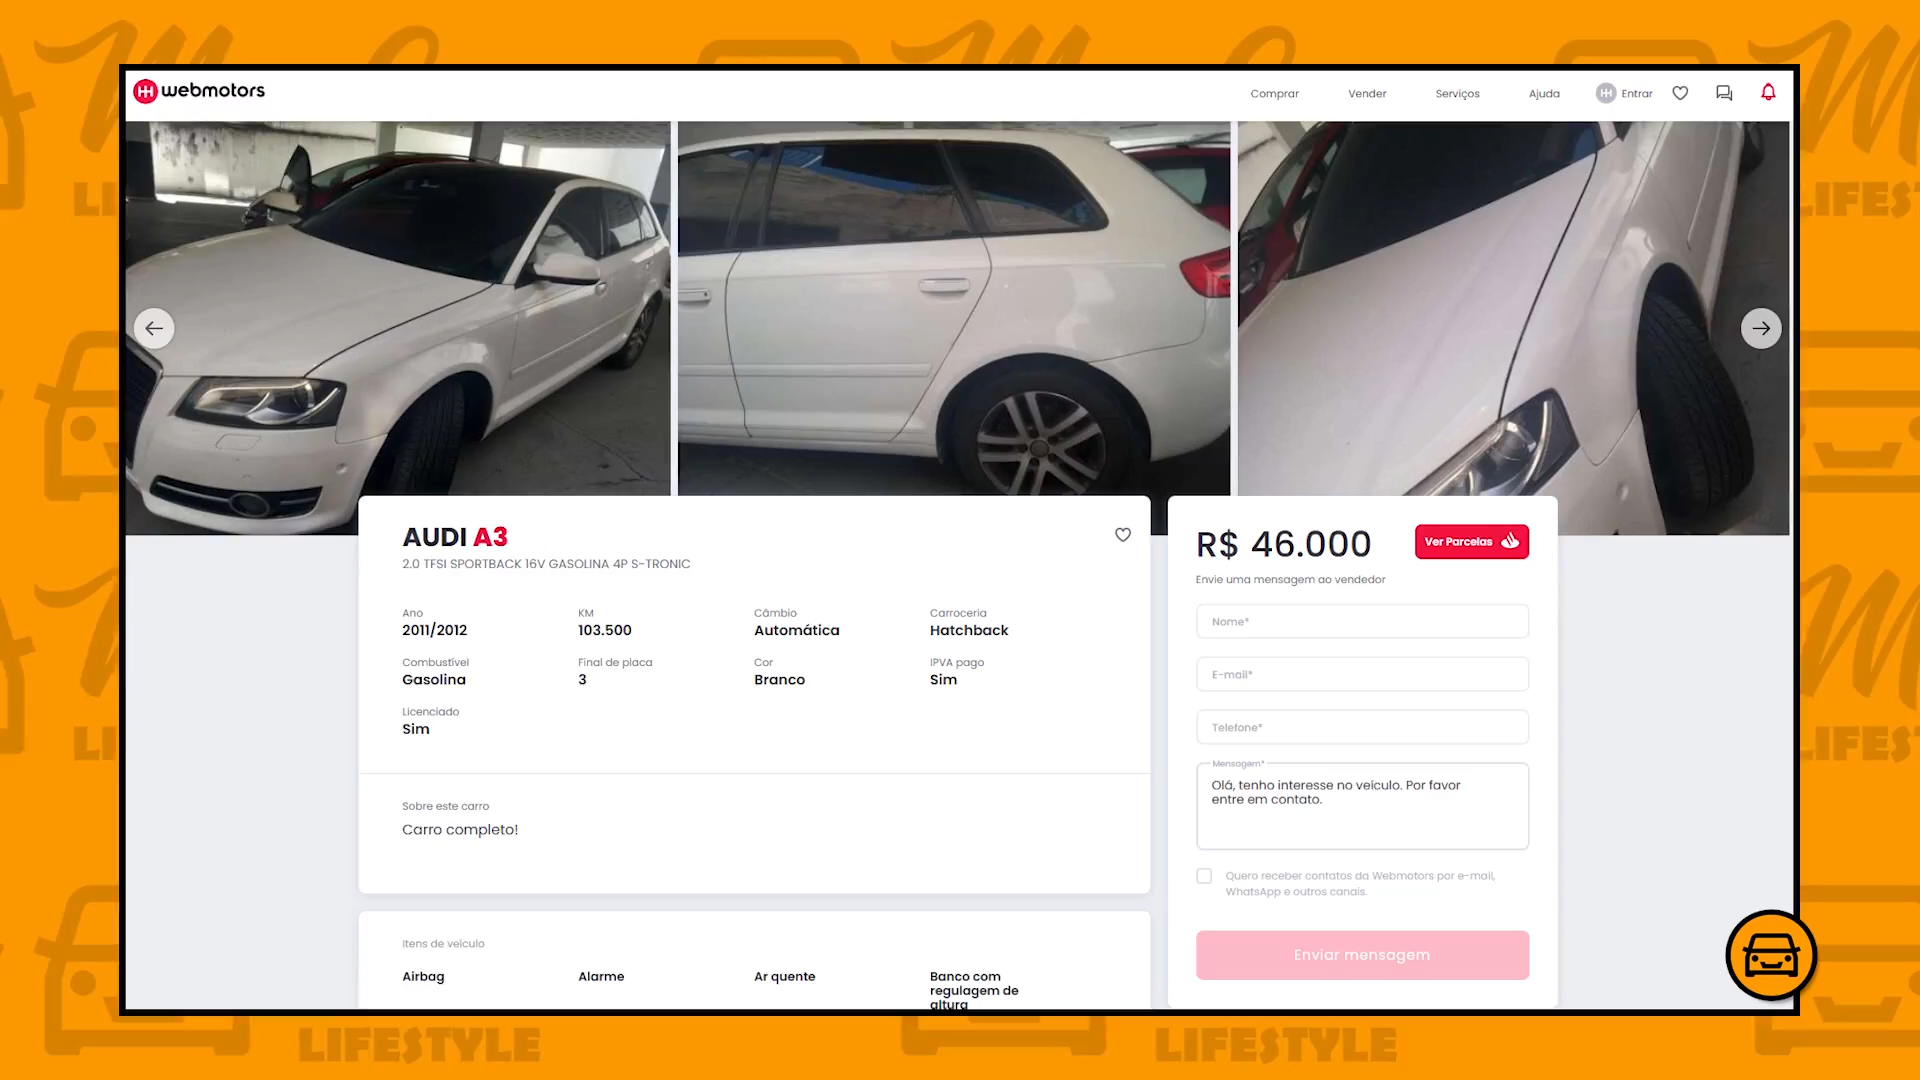 webmotors
Comprar
Vender
Serviços
Ajuda
Entrar
AUDI A3
2.0 TFSI SPORTBACK 16V GASOLINA 4P S-TRONIC
Ano
2011/2012
KM
103.500
Câmbio
Automática
Carroceria
Hatchback
Combustível
Gasolina
Final de placa
3
Cor
Branco
IPVA pago
Sim
Licenciado
Sim
Sobre este carro
Carro completo!
Itens de veículo
Airbag
Alarme
Ar quente
Banco com
regulagem de
altura
R$ 46.000
Ver Parcelas
Envie uma mensagem ao vendedor
Nome*
E-mail*
Telefone*
Mensagem*
Olá, tenho interesse no veículo. Por favor
entre em contato.
Quero receber contatos da Webmotors por e-mail,
WhatsApp e outros canais.
Enviar mensagem
LIFESTYLE
LIFESTYLE